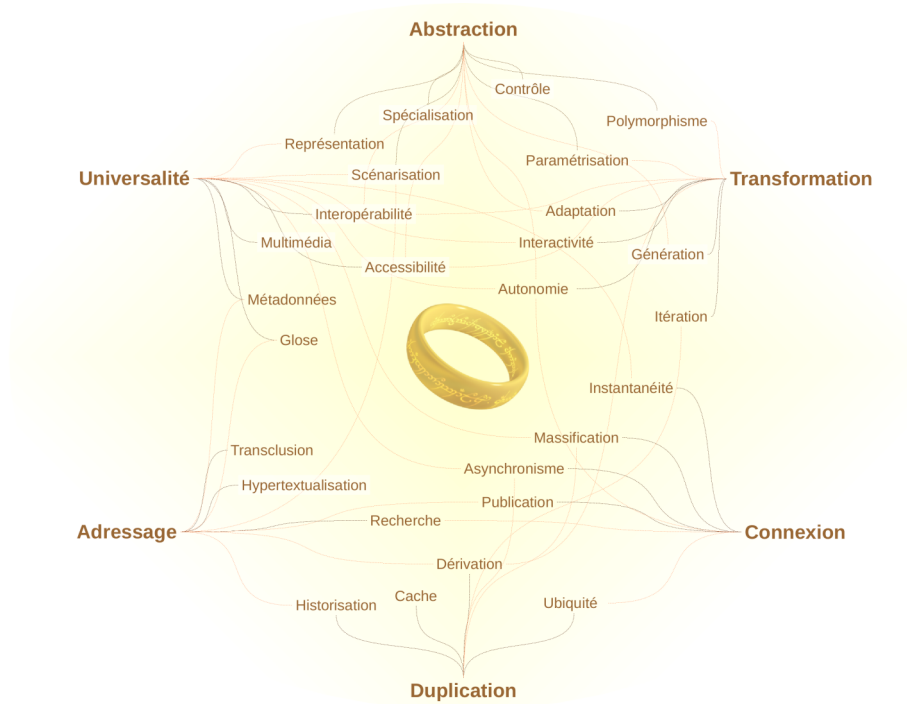 Abstraction
Contrôle
Spécialisation
Polymorphisme
Représentation
Paramétrisation
Scénarisation
Universalité
Transformation
Interopérabilité
Adaptation
Multimédia
Interactivité
Génération
Accessibilité
Autonomie
Métadonnées
Itération
Glose
Instantanéité
Massification
Transclusion
Asynchronisme
Hypertextualisation
Publication
Recherche
Adressage
Connexion
Dérivation
Cache
Historisation
Ubiquité
Duplication